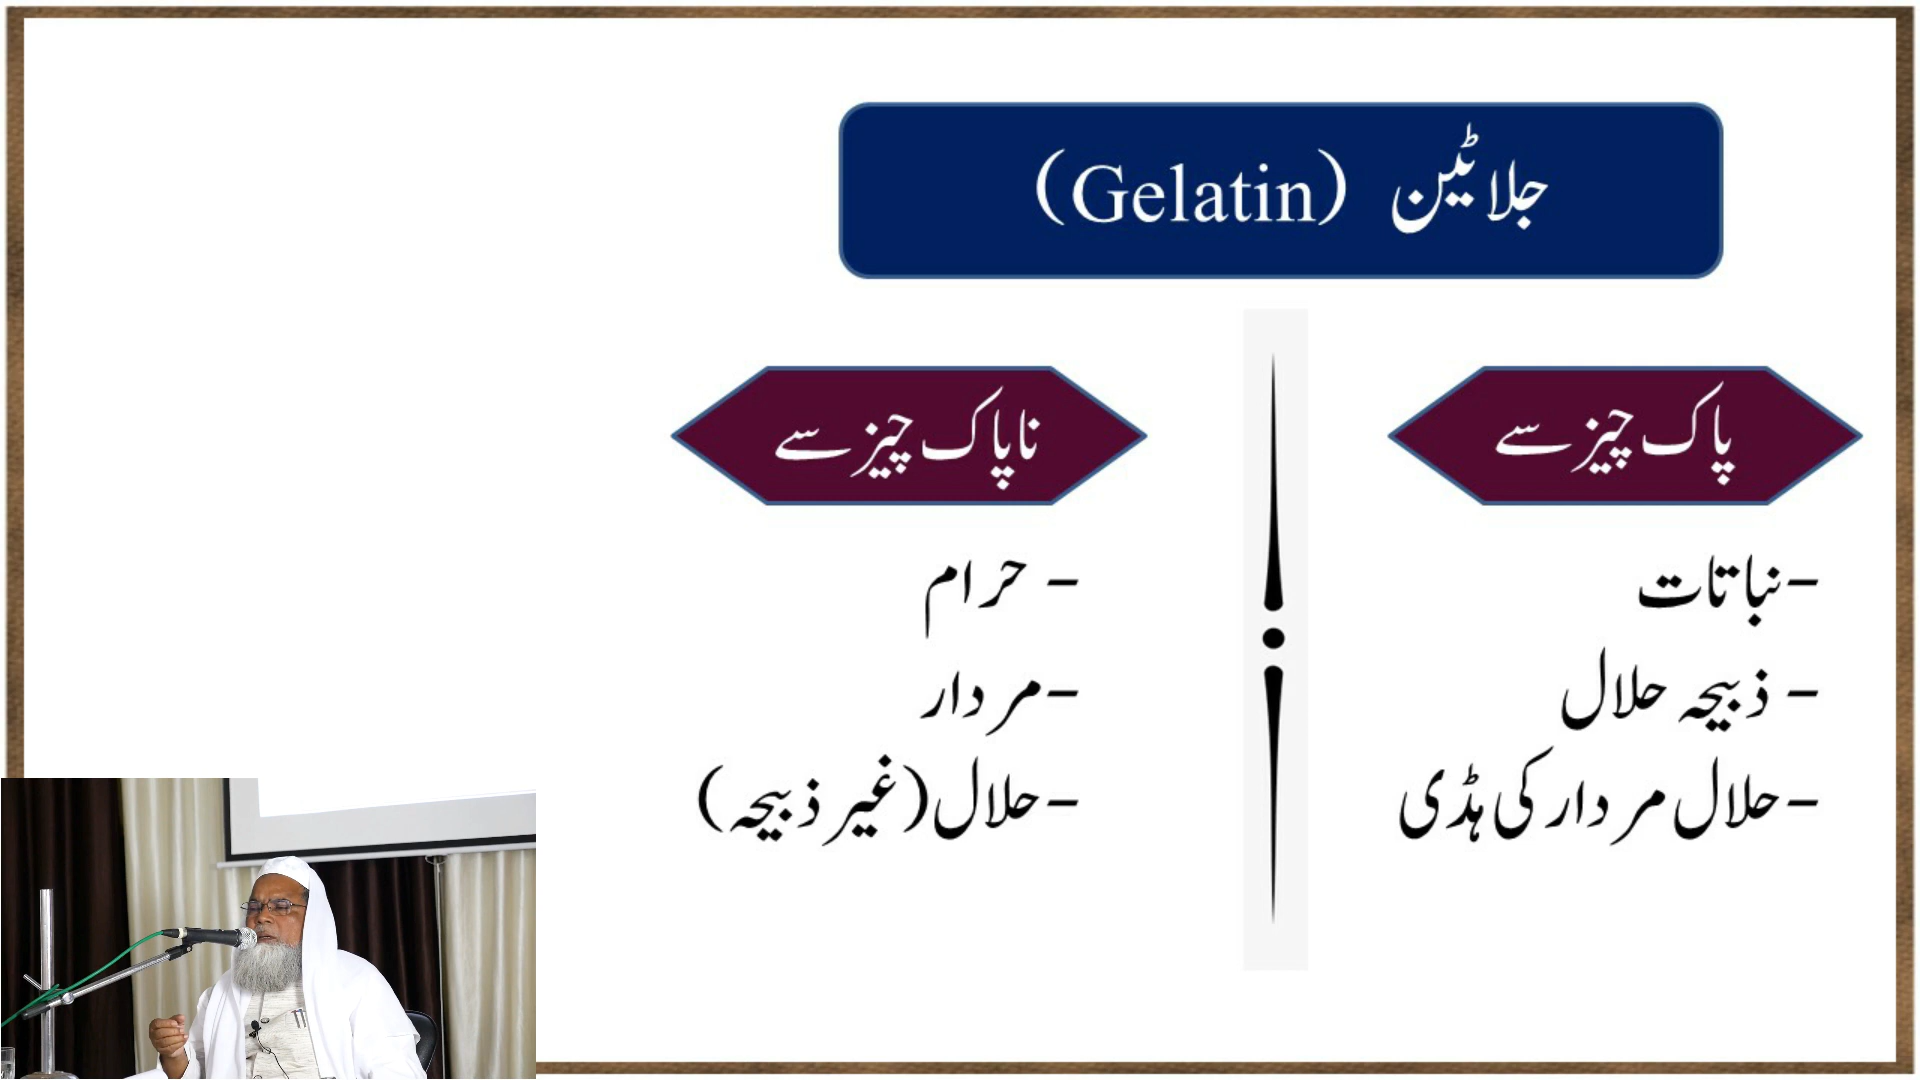 جلاٹین (Gelatin)
پاک چیز سے
- نباتات
- ذبیحہ حلال
- حلال مردار کی ہڈی
ناپاک چیز سے
- حرام
- مردار
- حلال (غیر ذبیحہ)